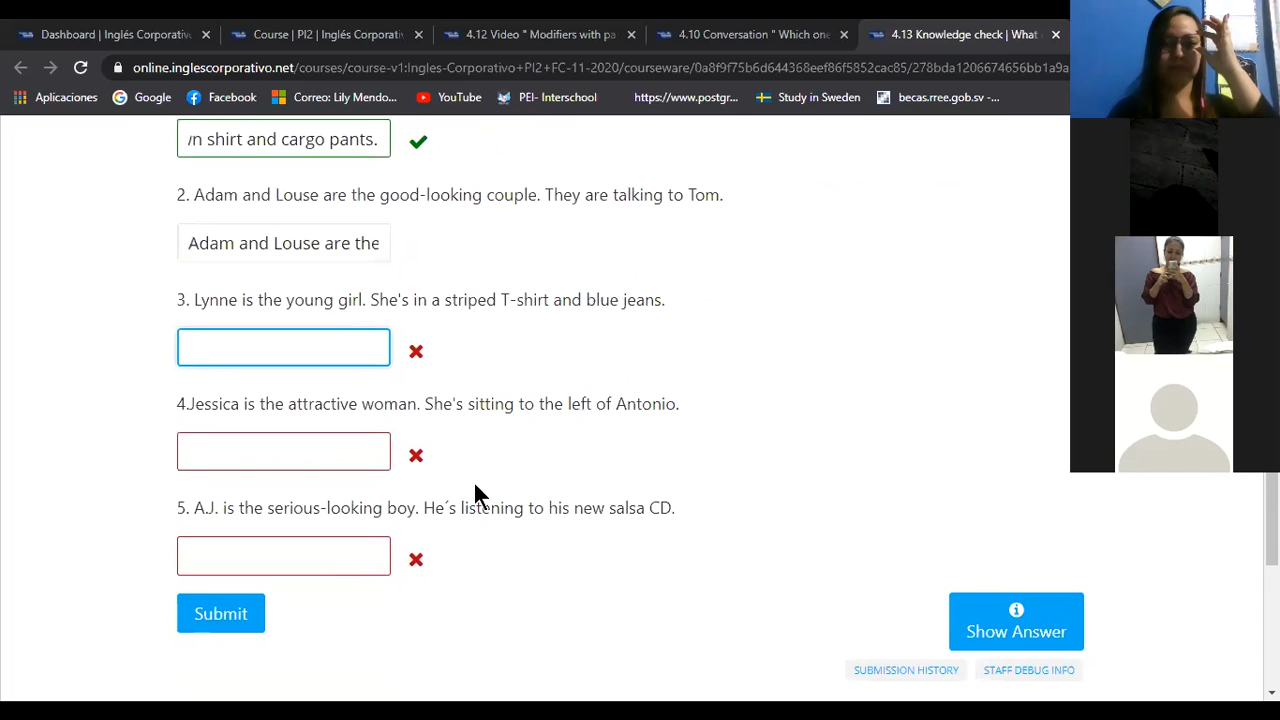 Dashboard | Inglés Corporativ
Course | PI2 | Inglés Corporati
4.12 Video " Modifiers with pa
4.10 Conversation " Which one
4.13 Knowledge check | What
online.inglescorporativo.net/courses/course-v1:Ingles-Corporativo+PI2+FC-11-2020/courseware/0a8f9f75b6d644368eef86f5852cac85/278bda1206674656bb1a9a
Aplicaciones
Google
Facebook
Correo: Lily Mendo...
YouTube
PEI- Interschool
https://www.postgr...
Study in Sweden
becas.rree.gob.sv -...
n shirt and cargo pants.
2. Adam and Louse are the good-looking couple. They are talking to Tom.
Adam and Louse are the
3. Lynne is the young girl. She's in a striped T-shirt and blue jeans.
4.Jessica is the attractive woman. She's sitting to the left of Antonio.
5. A.J. is the serious-looking boy. He´s listening to his new salsa CD.
Submit
Show Answer
SUBMISSION HISTORY
STAFF DEBUG INFO